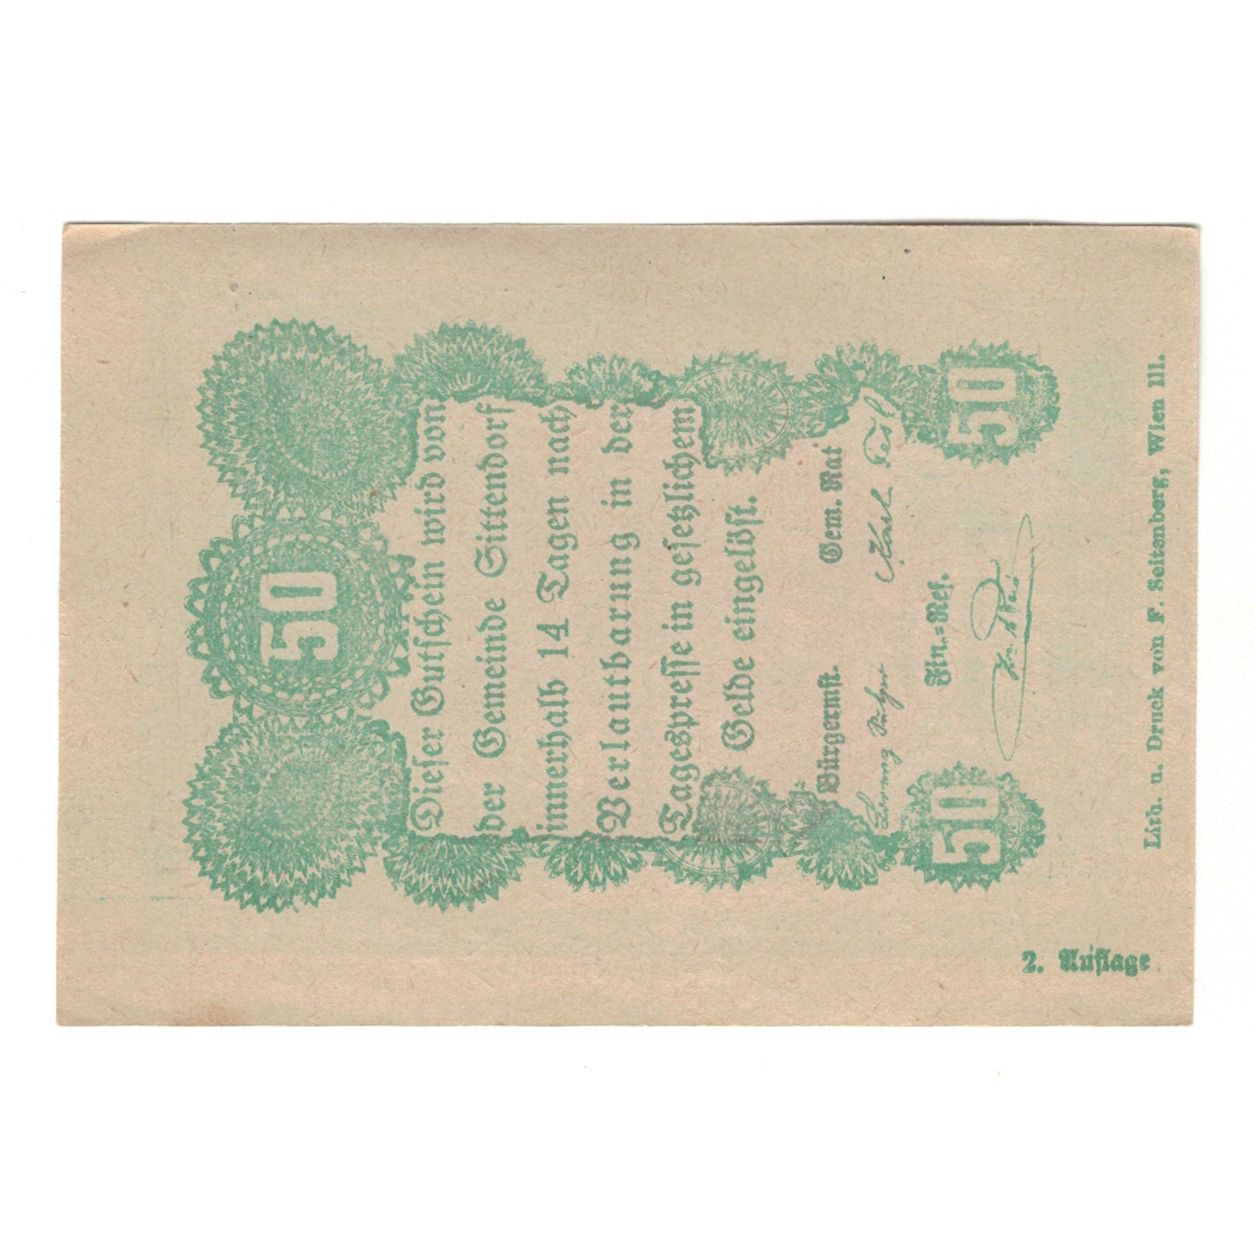 50
Dieser Gutschein wird von
der Gemeinde Sittendorf
innerhalb 14 Tagen nach
Verlautbarung in der
Tagespresse in gesetzlichem
Gelde eingelöst.
Bürgermst. Gem. Rat
Karl
Fin.=Ref.
50 50
Lith. u. Druck von F. Seitenberg, Wien III.
2. Auflage